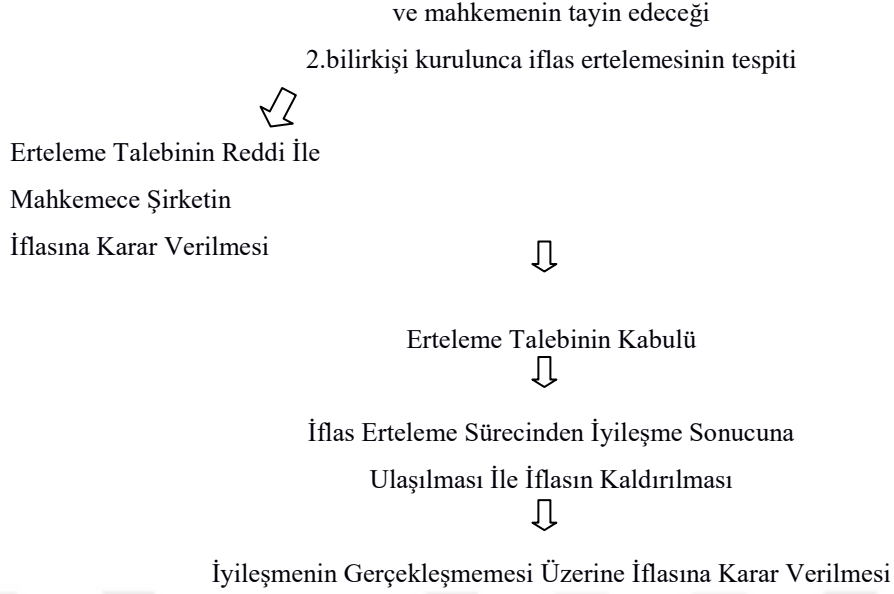 ve mahkemenin tayin edeceği
2.bilirkişi kurulunca iflas ertelemesinin tespiti
Erteleme Talebinin Reddi İle
Mahkemece Şirketin
İflasına Karar Verilmesi
Erteleme Talebinin Kabulü
İflas Erteleme Sürecinden İyileşme Sonucuna
Ulaşılması İle İflasın Kaldırılması
İyileşmenin Gerçekleşmemesi Üzerine İflasına Karar Verilmesi